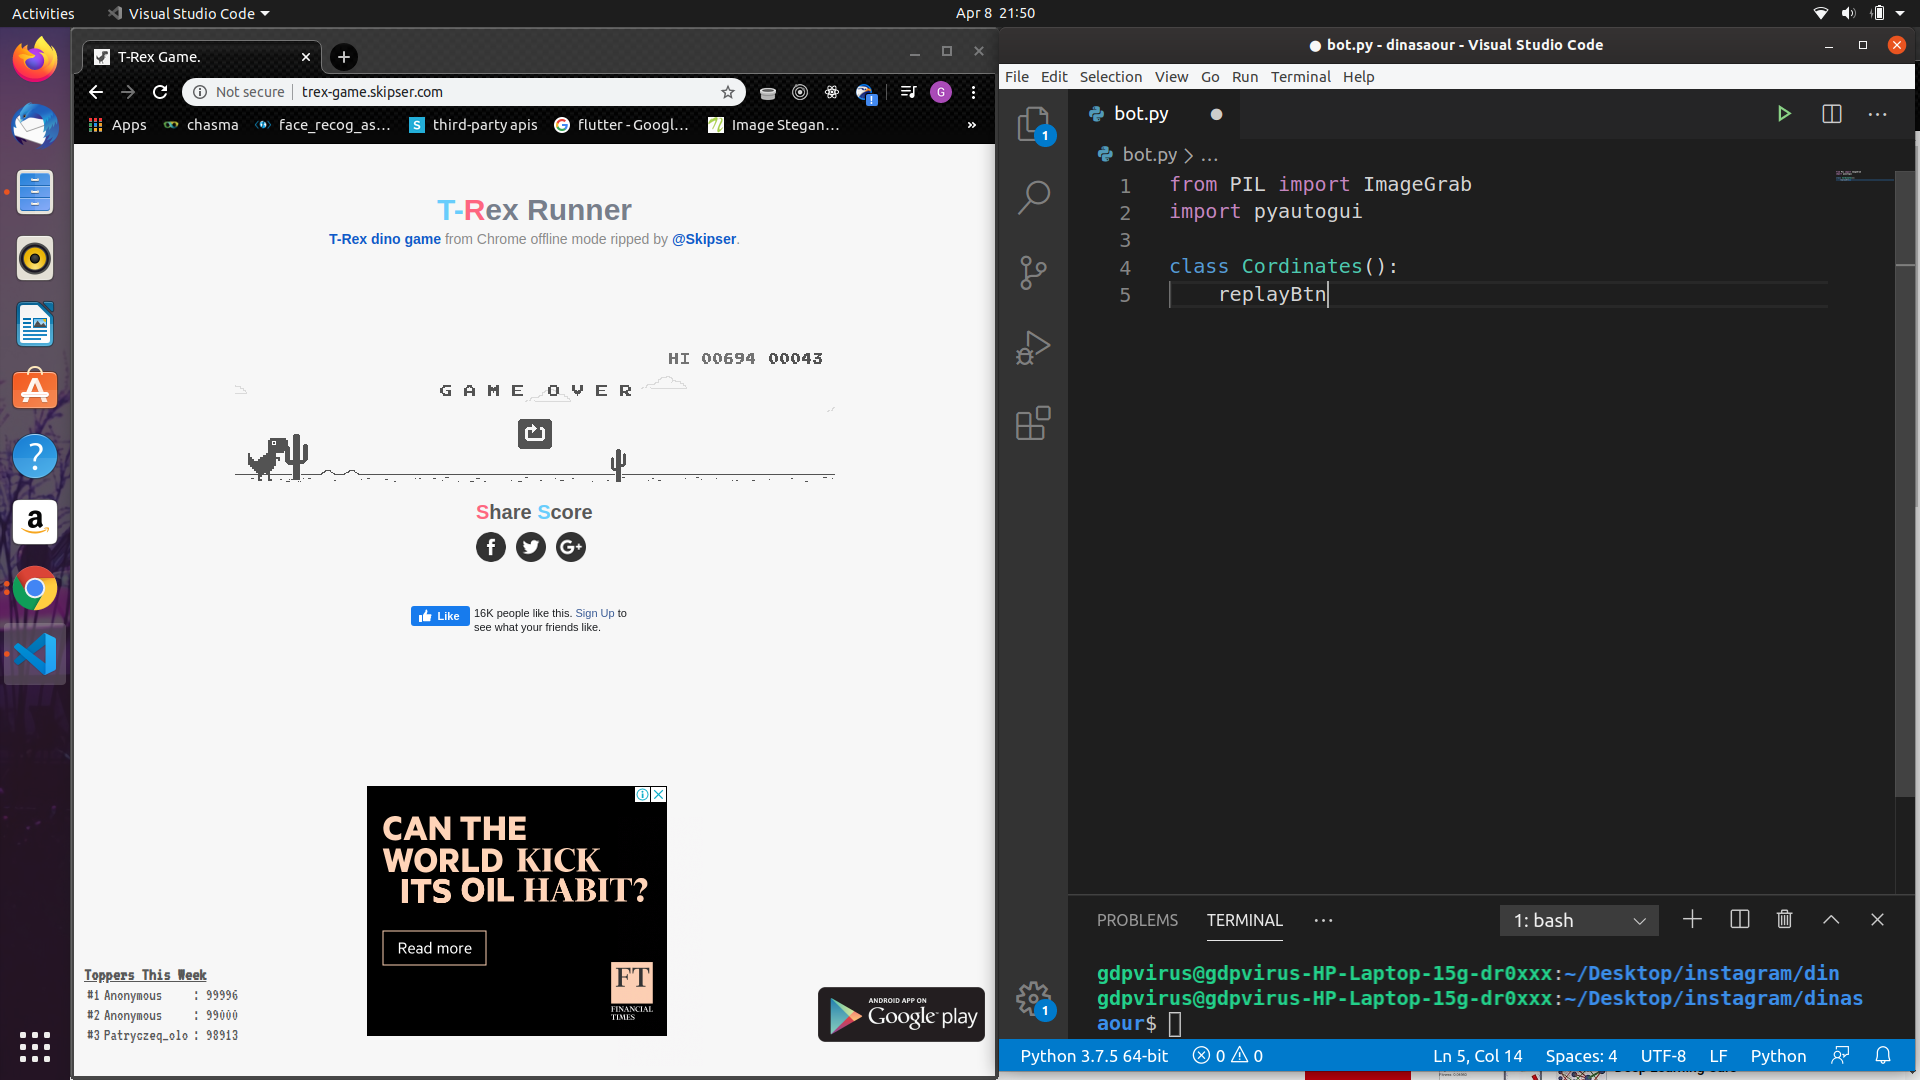 Activities
Visual Studio Code
Apr 8 21:50
T-Rex Game.
Not secure
trex-game.skipser.com
G
Apps
chasma
face_recog_as...
third-party apis
flutter - Googl...
Image Stegan...
»
T-Rex Runner
T-Rex dino game from Chrome offline mode ripped by @Skipser.
HI 00694 00043
GAME OVER
Share Score
Like
16K people like this. Sign Up to
see what your friends like.
CAN THE
WORLD KICK
ITS OIL HABIT?
Read more
FT
FINANCIAL
TIMES
Toppers This Week
#1 Anonymous : 99996
#2 Anonymous : 99000
#3 Patryczeq_olo : 98913
ANDROID APP ON
Google play
● bot.py - dinasaour - Visual Studio Code
File Edit Selection View Go Run Terminal Help
1
bot.py
bot.py > ...
1 from PIL import ImageGrab
2 import pyautogui
3
4 class Cordinates():
5 replayBtn
PROBLEMS TERMINAL ...
1: bash
gdpvirus@gdpvirus-HP-Laptop-15g-dr0xxx:~/Desktop/instagram/din
gdpvirus@gdpvirus-HP-Laptop-15g-dr0xxx:~/Desktop/instagram/dinas
aour$
1
Python 3.7.5 64-bit
0
0
Ln 5, Col 14
Spaces: 4
UTF-8
LF
Python